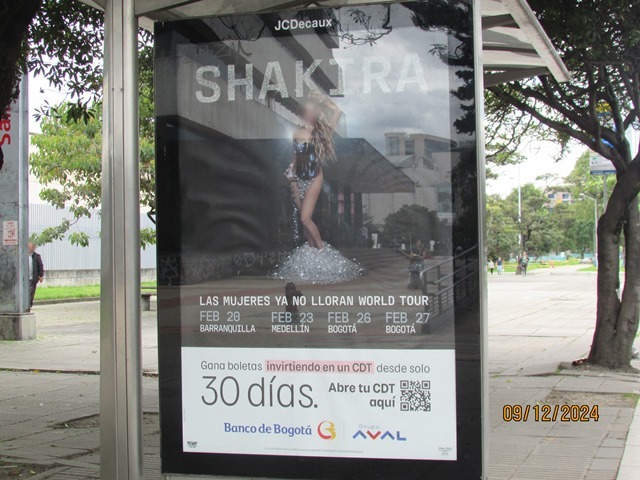 JCDecaux
SHAKIRA
LAS MUJERES YA NO LLORAN WORLD TOUR
FEB 20 FEB 23 FEB 26 FEB 27
BARRANQUILLA MEDELLÍN BOGOTÁ BOGOTÁ
Gana boletas invirtiendo en un CDT desde solo
30 días.
Abre tu CDT
aquí
Banco de Bogotá Grupo
AVAL
09/12/2024